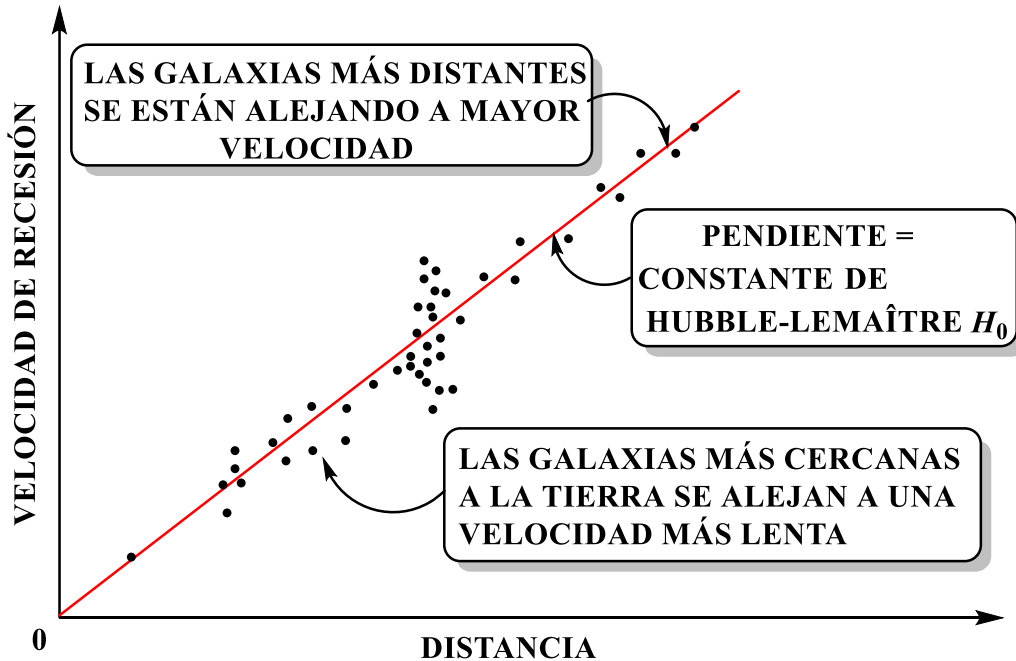 LAS GALAXIAS MÁS DISTANTES
SE ESTÁN ALEJANDO A MAYOR
VELOCIDAD
VELOCIDAD DE RECESIÓN
PENDIENTE =
CONSTANTE DE
HUBBLE-LEMAÎTRE H₀
LAS GALAXIAS MÁS CERCANAS
A LA TIERRA SE ALEJAN A UNA
VELOCIDAD MÁS LENTA
0
DISTANCIA